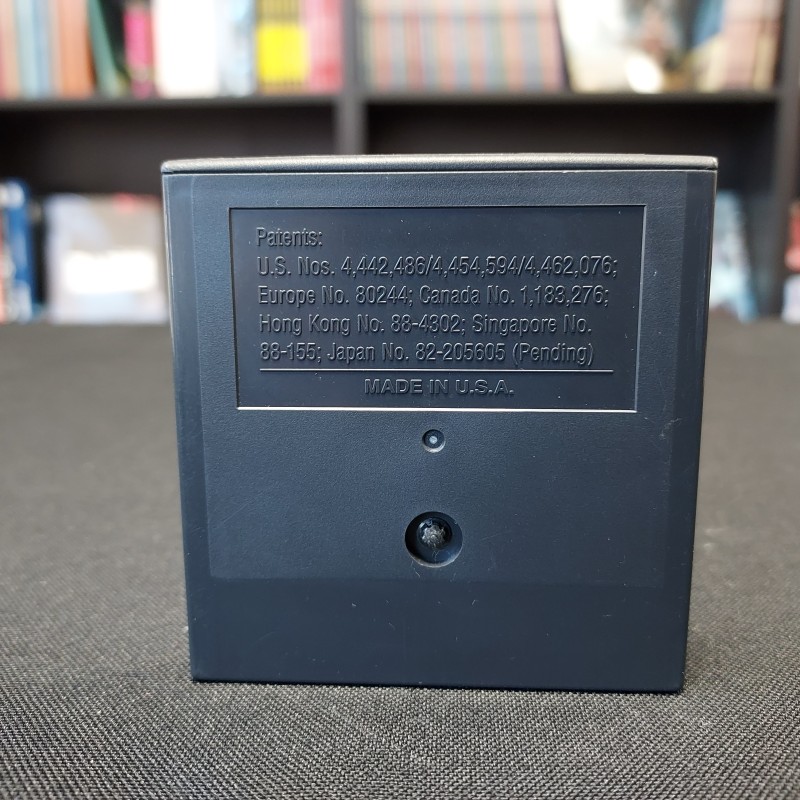 Patents:
U.S. Nos. 4,442,486/4,454,594/4,462,076;
Europe No. 80244; Canada No. 1,183,276;
Hong Kong No. 88-4302; Singapore No.
88-155; Japan No. 82-205605 (Pending)
MADE IN U.S.A.